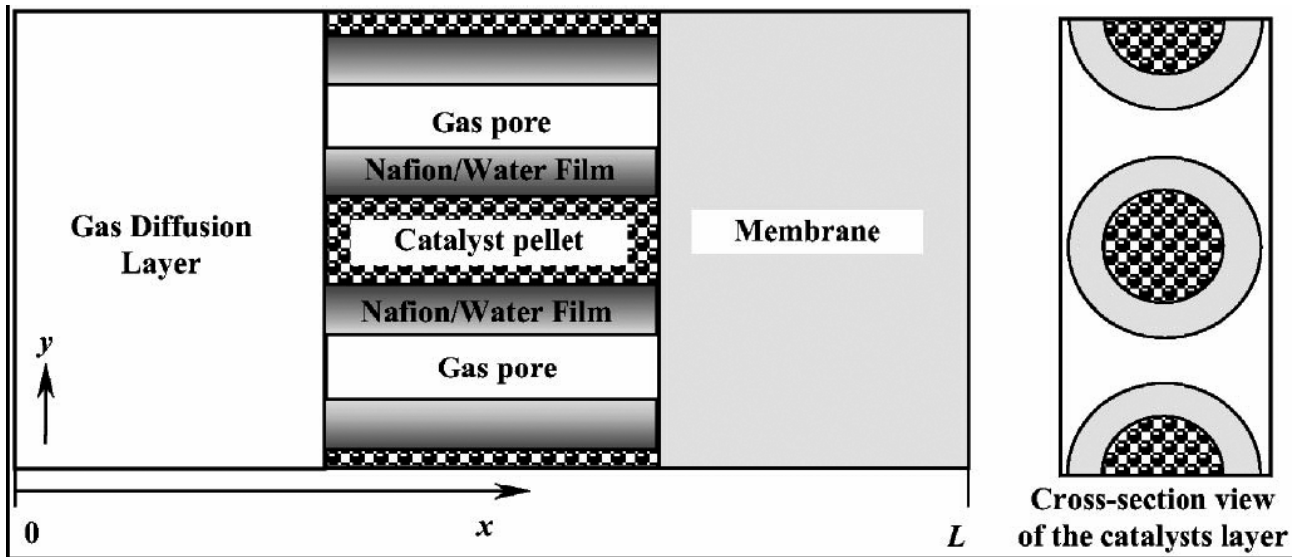 Gas pore
Nafion/Water Film
Gas Diffusion
Layer
Catalyst pellet
Membrane
Nafion/Water Film
Gas pore
y
0
x
L
Cross-section view
of the catalysts layer